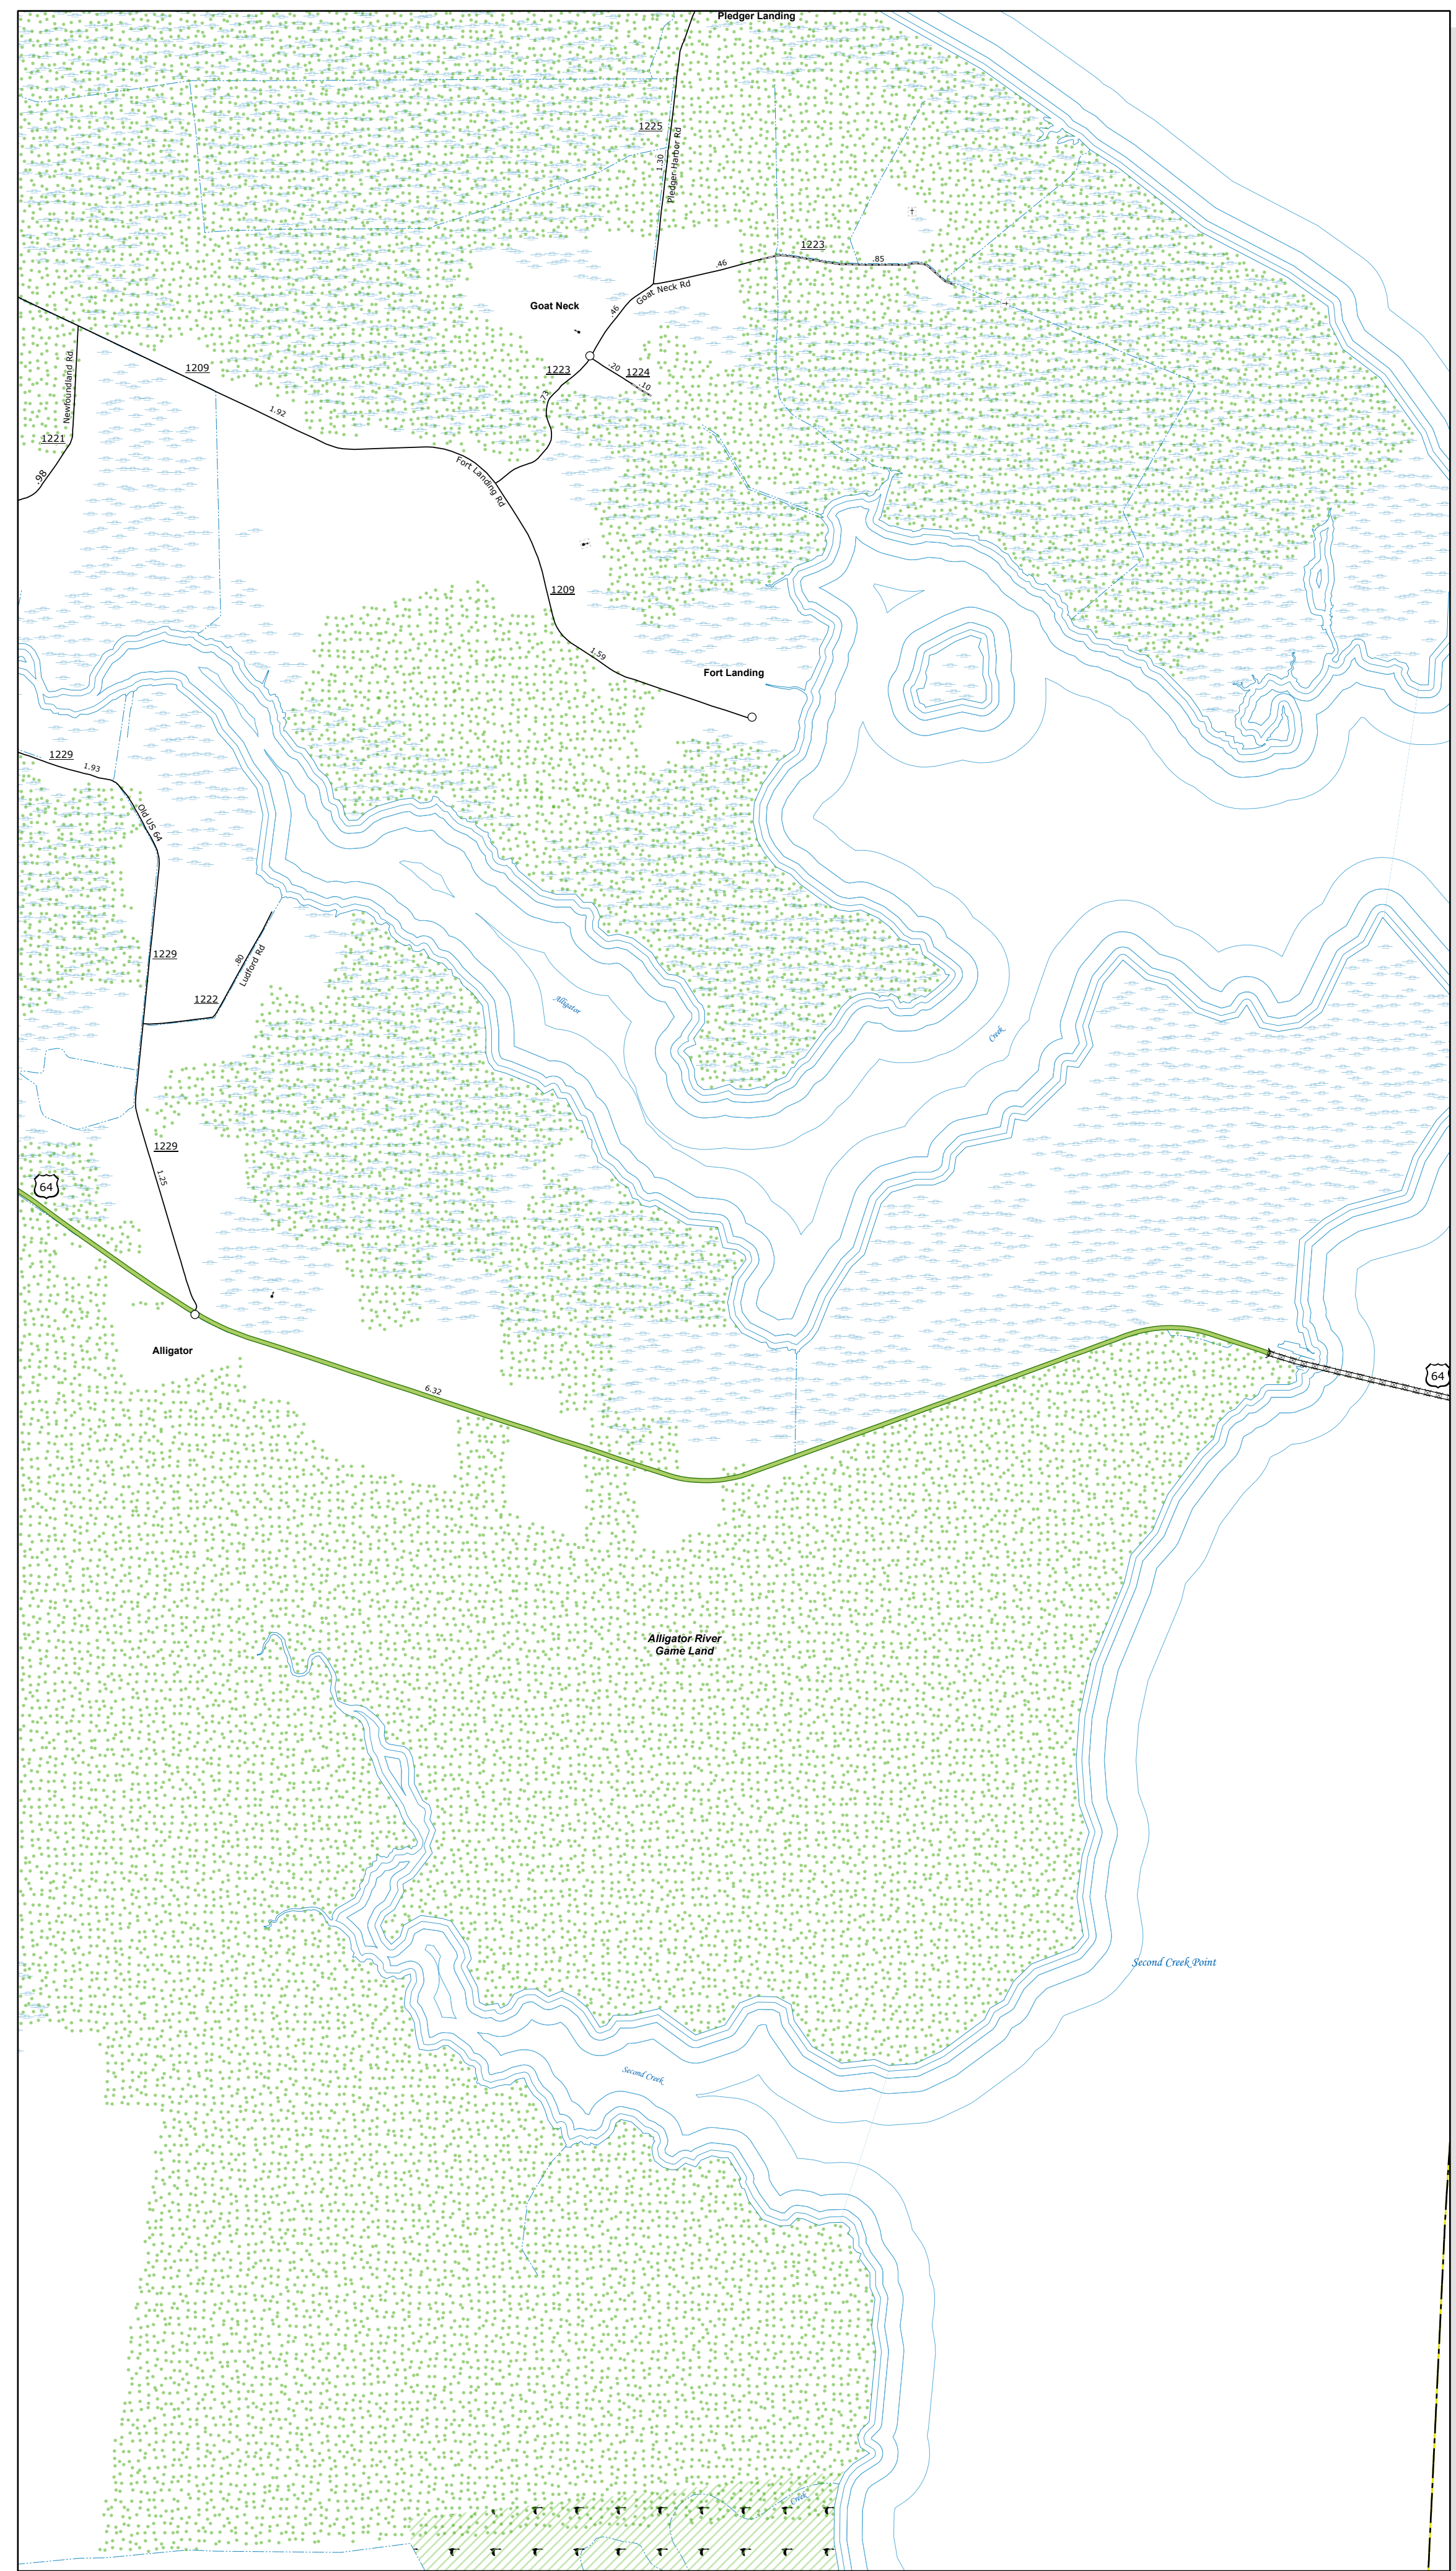 Pledger Landing
1225
1.30
Pledger Harbor Rd
1223
.85
.46
Goat Neck Rd
Goat Neck
.46
1209
1223
.20
1224
.10
Newfoundland Rd.
.73
1.92
1221
Fort Landing Rd
.98
1209
1.59
Fort Landing
1229
1.93
Old US 64
1229
.80
Ludford Rd
1222
Alligator
Creek
1229
1.25
64
Alligator
64
6.32
Alligator River
Game Land
Second Creek Point
Second Creek
Creek